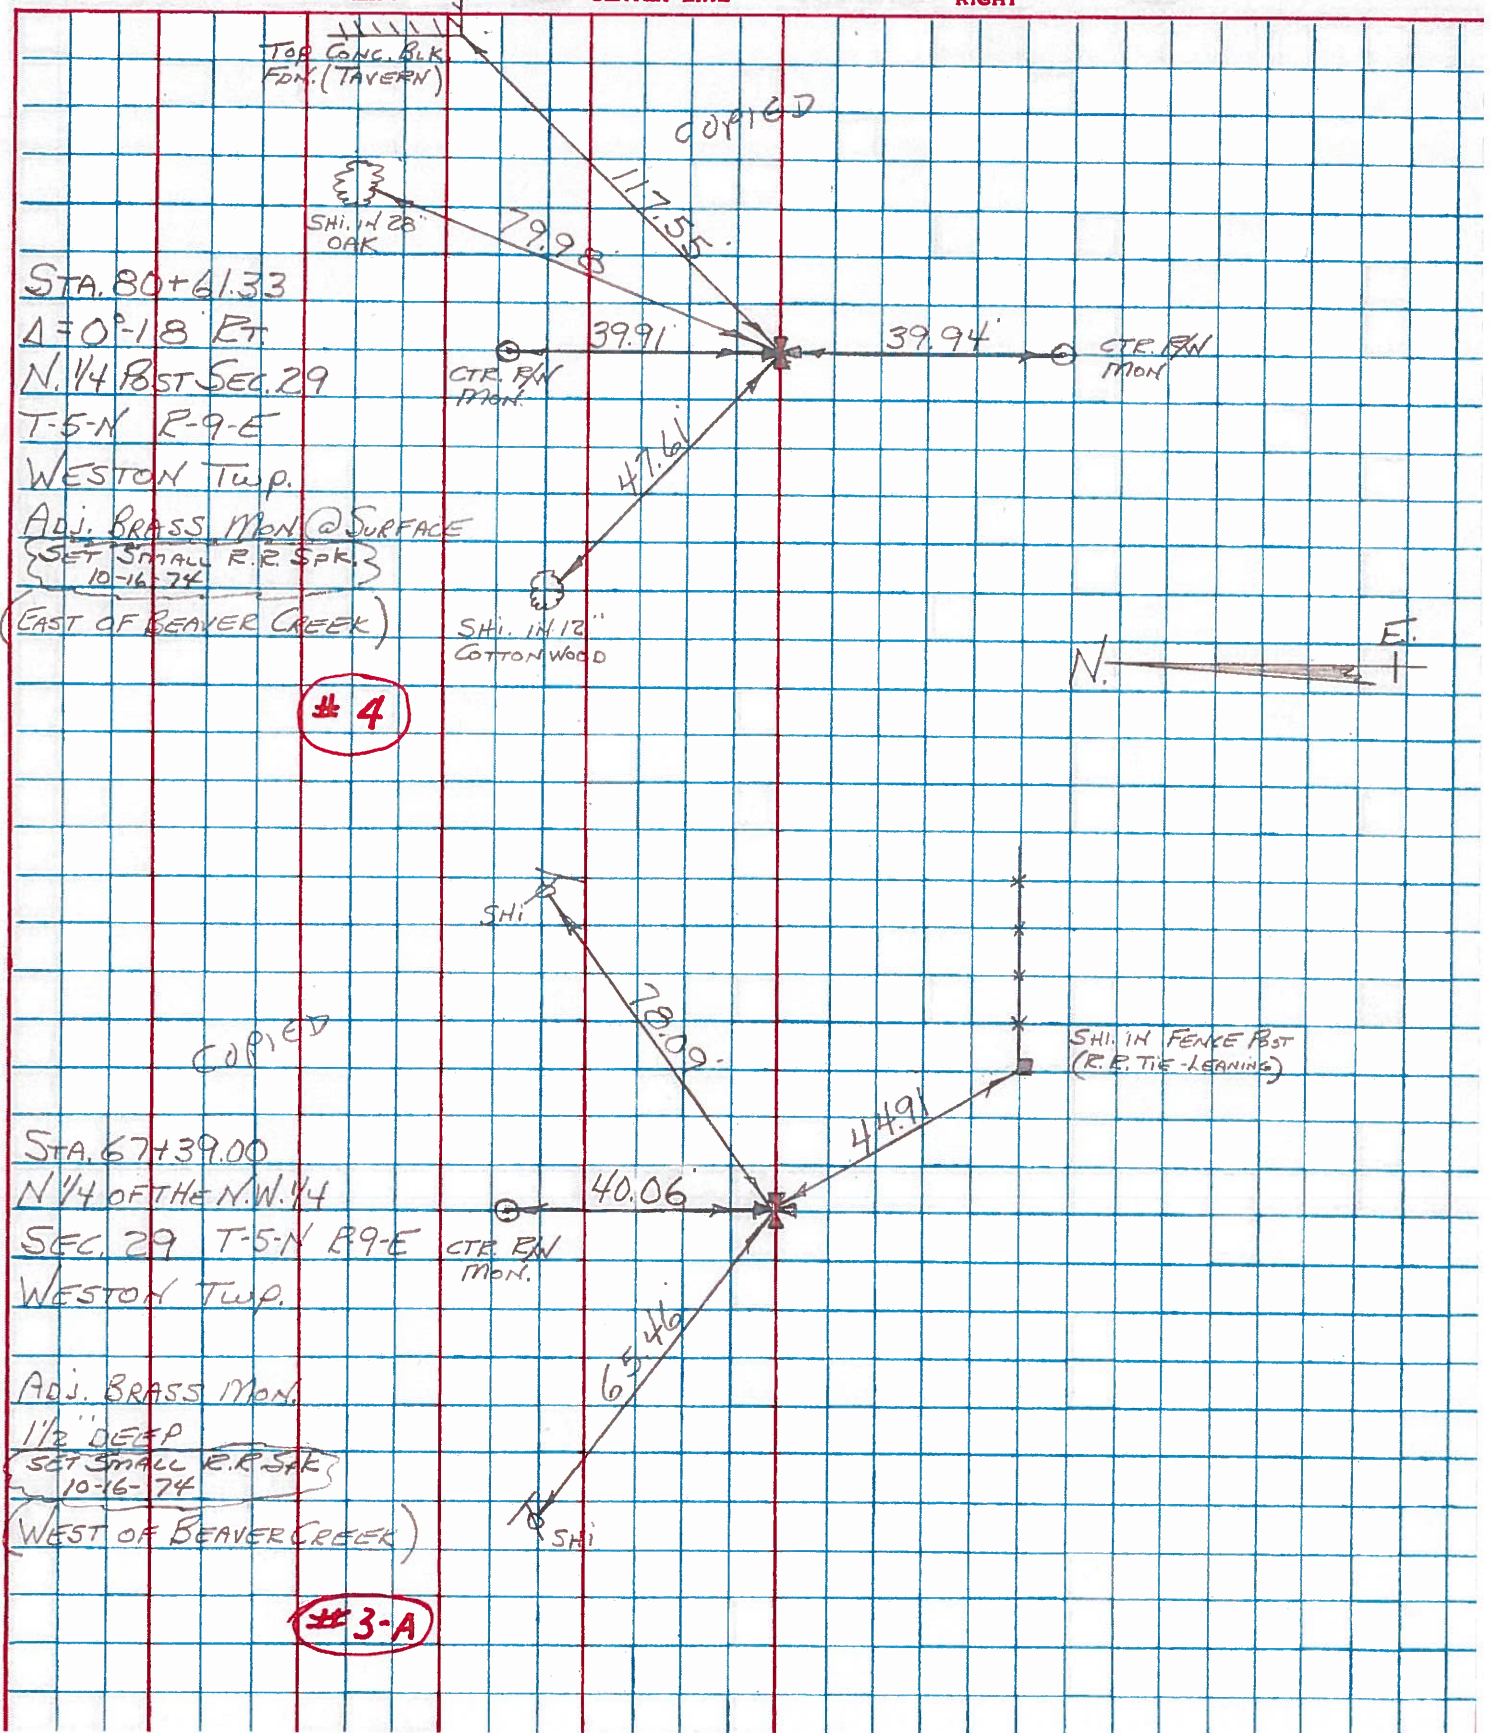 CENTER LINE
RIGHT
TOP CONC. BLK.
FDN. (TAVERN)
COPIED
117.55'
SHI. IN 28"
OAK
79.98'
STA. 80+61.33
Δ=0°-18' RT.
N. 1/4 POST SEC. 29
T-5-N R-9-E
WESTON TWP.
ADJ. BRASS MON @ SURFACE
{SET SMALL R.R. SPK.}
10-16-74
(EAST OF BEAVER CREEK)
39.91'
39.94'
CTR. R/W
MON.
CTR. R/W
MON
47.61'
SHI. IN 12"
COTTONWOOD
N.
E.
# 4
SHI
78.09'
COPIED
SHI. IN FENCE POST
(R.R. TIE-LEANING)
44.91'
STA. 67+39.00
N 1/4 OF THE N.W. 1/4
SEC. 29 T-5-N R9-E
WESTON TWP.
40.06'
CTR. R/W
MON.
65.46'
ADJ. BRASS MON.
1 1/2" DEEP
SET SMALL R.R. SPK
10-16-74
(WEST OF BEAVER CREEK)
SHI
# 3-A